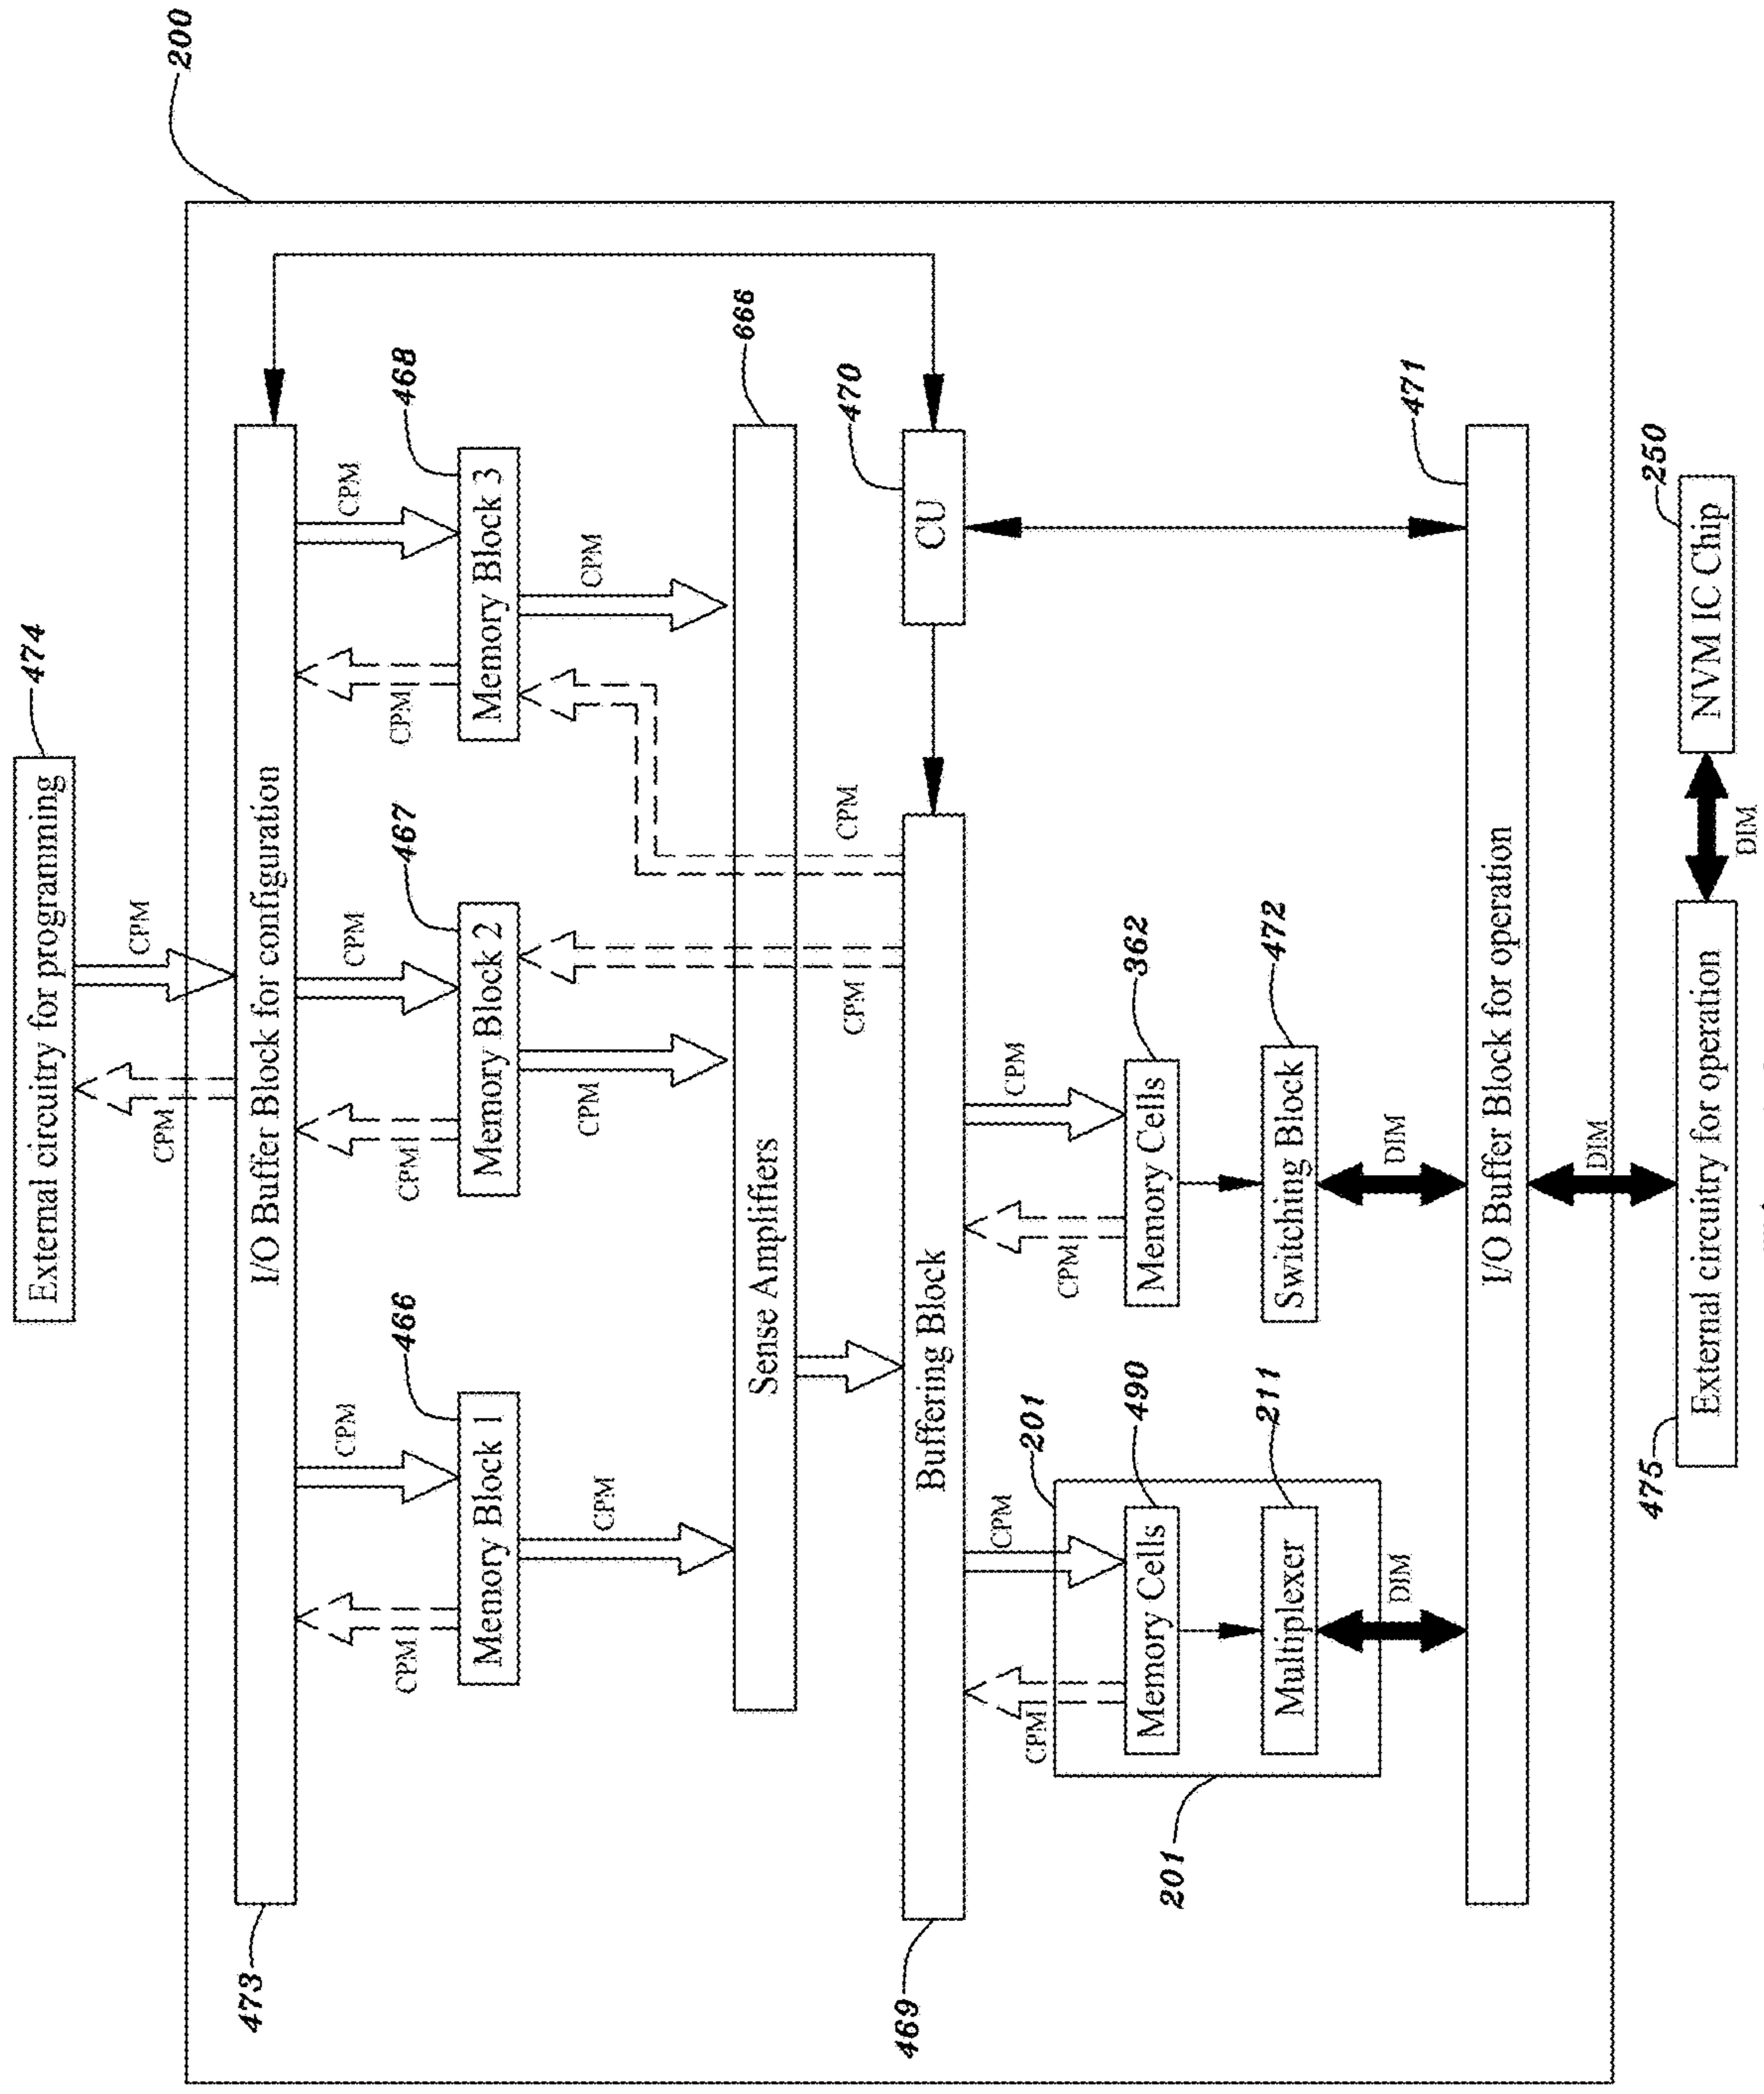 External circuitry for programming
474
CPM
CPM
200
473
I/O Buffer Block for configuration
CPM
CPM
466
CPM
CPM
467
CPM
CPM
468
Memory Block 1
Memory Block 2
Memory Block 3
CPM
CPM
CPM
666
Sense Amplifiers
CPM
CPM
469
Buffering Block
CU
470
CPM
CPM
201
CPM
CPM
Memory Cells
490
Memory Cells
362
201
Multiplexer
211
Switching Block
472
DIM
DIM
I/O Buffer Block for operation
471
DIM
475
External circuitry for operation
NVM IC Chip
250
DIM